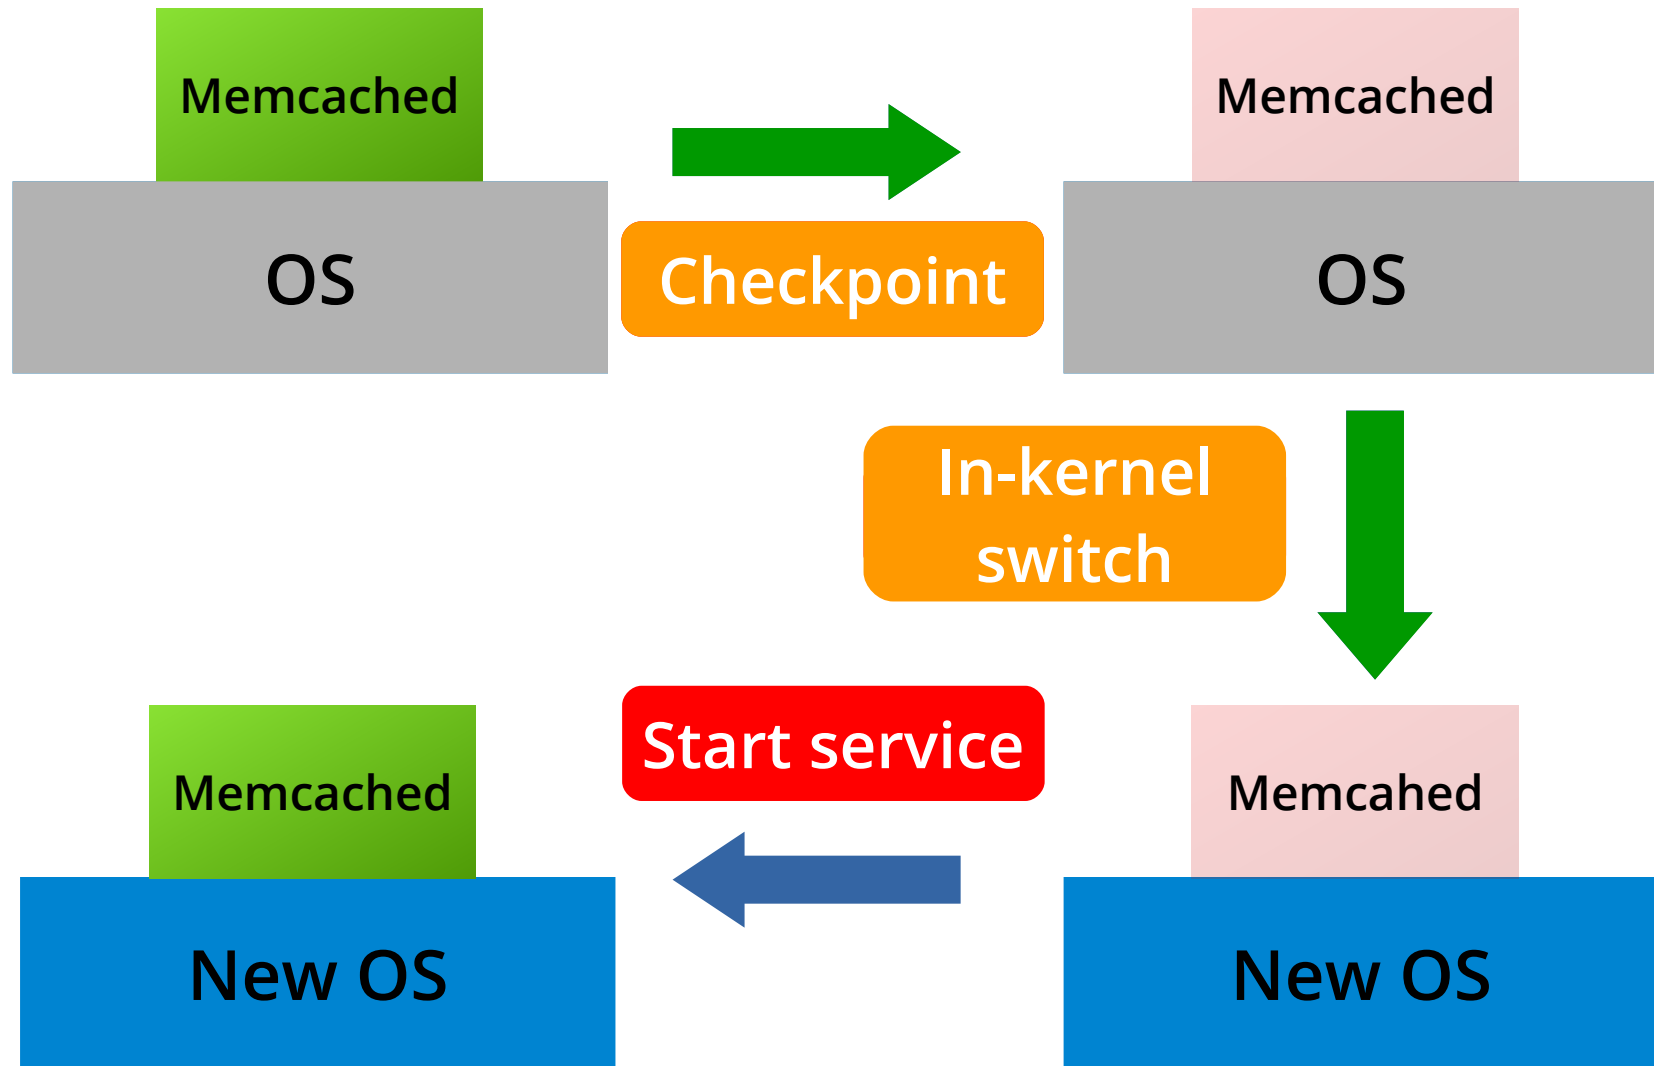 Memcached
Memcached
OS
Checkpoint
OS
In-kernel
switch
Start service
Memcached
Memcahed
New OS
New OS